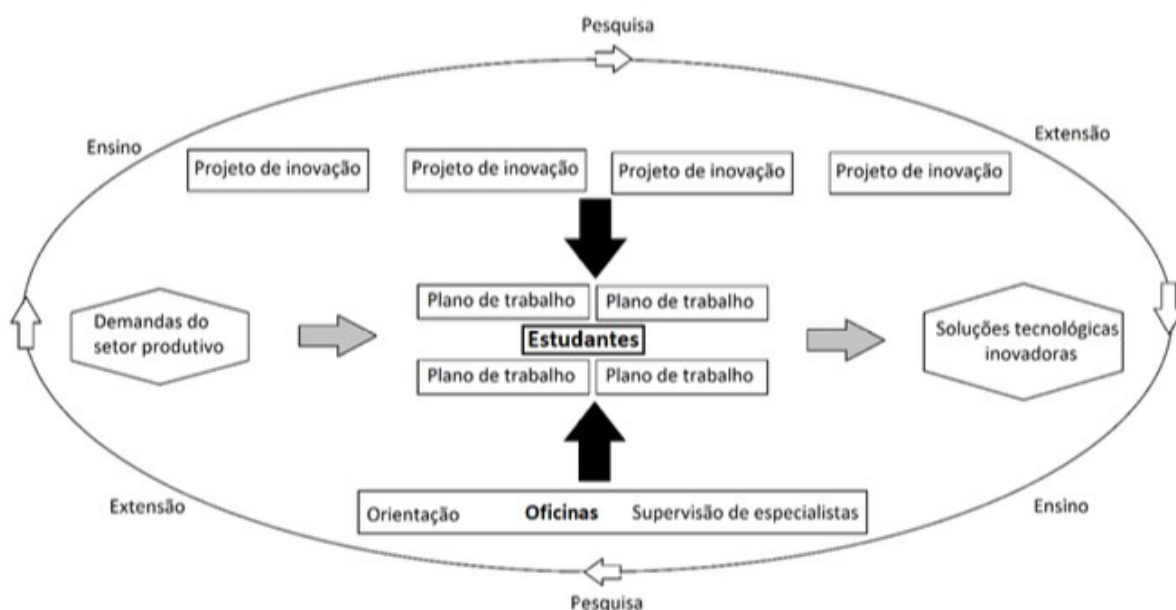 Pesquisa
Ensino
Extensão
Projeto de inovação
Projeto de inovação
Projeto de inovação
Projeto de inovação
Plano de trabalho
Plano de trabalho
Demandas do
setor produtivo
Estudantes
Soluções tecnológicas
inovadoras
Plano de trabalho
Plano de trabalho
Extensão
Orientação Oficinas Supervisão de especialistas
Ensino
Pesquisa